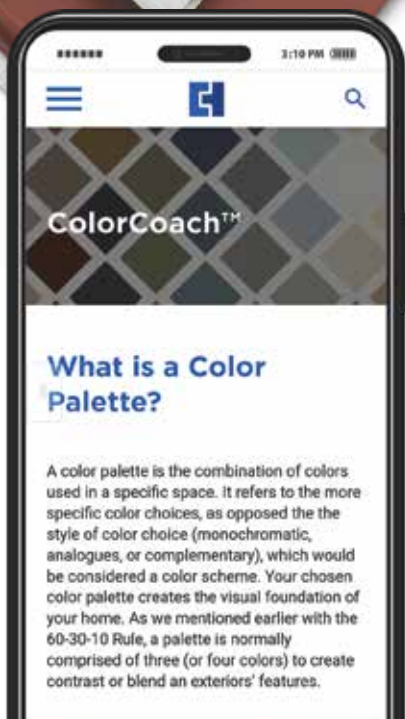 3:10 PM
ColorCoach™
What is a Color
Palette?
A color palette is the combination of colors
used in a specific space. It refers to the more
specific color choices, as opposed the the
style of color choice (monochromatic,
analogues, or complementary), which would
be considered a color scheme. Your chosen
color palette creates the visual foundation of
your home. As we mentioned earlier with the
60-30-10 Rule, a palette is normally
comprised of three (or four colors) to create
contrast or blend an exteriors' features.